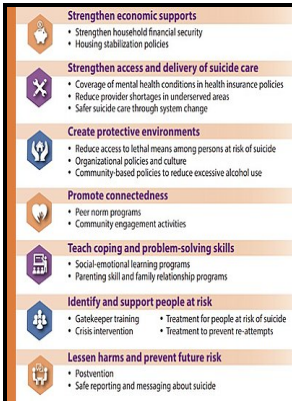 Strengthen economic supports
• Strengthen household financial security
• Housing stabilization policies
Strengthen access and delivery of suicide care
• Coverage of mental health conditions in health insurance policies
• Reduce provider shortages in underserved areas
• Safer suicide care through system change
Create protective environments
• Reduce access to lethal means among persons at risk of suicide
• Organizational policies and culture
• Community-based policies to reduce excessive alcohol use
Promote connectedness
• Peer norm programs
• Community engagement activities
Teach coping and problem-solving skills
• Social-emotional learning programs
• Parenting skill and family relationship programs
Identify and support people at risk
• Gatekeeper training • Treatment for people at risk of suicide
• Crisis intervention • Treatment to prevent re-attempts
Lessen harms and prevent future risk
• Postvention
• Safe reporting and messaging about suicide